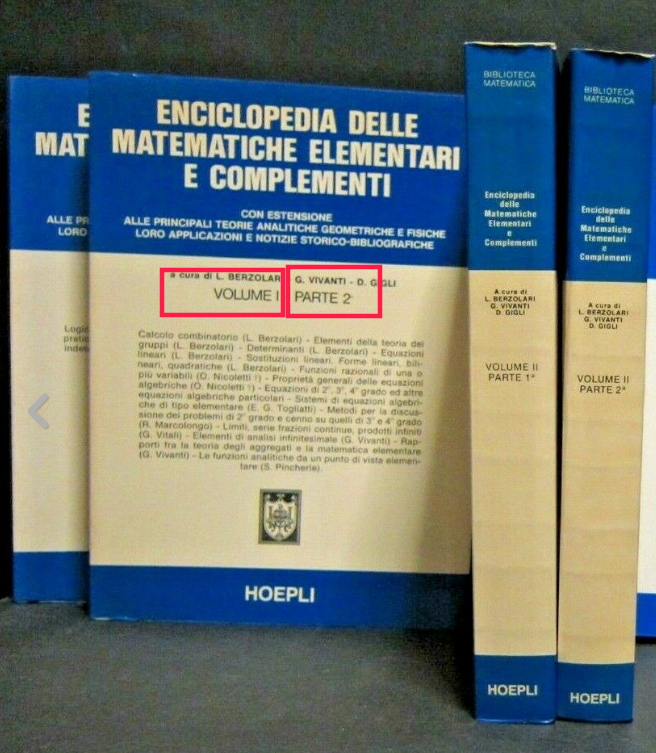 E
MAT
ALLE PR
LORO
Login
pratic
indete
ENCICLOPEDIA DELLE
MATEMATICHE ELEMENTARI
E COMPLEMENTI
CON ESTENSIONE
ALLE PRINCIPALI TEORIE ANALITICHE GEOMETRICHE E FISICHE
LORO APPLICAZIONI E NOTIZIE STORICO-BIBLIOGRAFICHE
a cura di L. BERZOLARI G. VIVANTI - D. GIGLI
VOLUME I PARTE 2ª
Calcolo combinatorio (L. Berzolari) - Elementi della teoria dei
gruppi (L. Berzolari) - Determinanti (L. Berzolari) - Equazioni
lineari (L. Berzolari) - Sostituzioni lineari. Forme lineari, bili-
neari, quadratiche (L. Berzolari) - Funzioni razionali di una o
più variabili (O. Nicoletti †) - Proprietà generali delle equazioni
algebriche (O. Nicoletti †) - Equazioni di 2°, 3°, 4° grado ed altre
equazioni algebriche particolari - Sistemi di equazioni algebri-
che di tipo elementare (E. G. Togliatti) - Metodi per la discus-
sione dei problemi di 2° grado e cenno su quelli di 3° e 4° grado
(R. Marcolongo) - Limiti, serie frazioni continue, prodotti infiniti
(G. Vitali) - Elementi di analisi infinitesimale (G. Vivanti) - Rap-
porti fra la teoria degli aggregati e la matematica elementare
(G. Vivanti) - Le funzioni analitiche da un punto di vista elemen-
tare (S. Pincherle).
HOEPLI
BIBLIOTECA
MATEMATICA
Enciclopedia
delle
Matematiche
Elementari
e
Complementi
A cura di
L. BERZOLARI
G. VIVANTI
D. GIGLI
VOLUME II
PARTE 1ª
HOEPLI
BIBLIOTECA
MATEMATICA
Enciclopedia
delle
Matematiche
Elementari
e
Complementi
A cura di
L. BERZOLARI
G. VIVANTI
D. GIGLI
VOLUME II
PARTE 2ª
HOEPLI